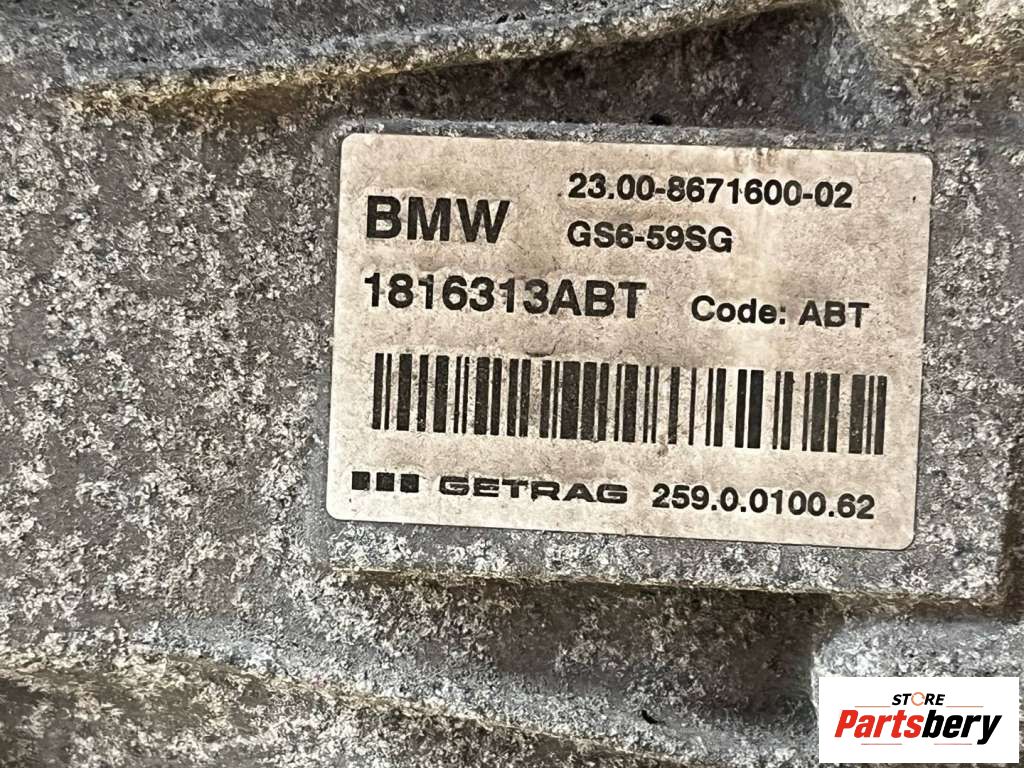 23.00-8671600-02
BMW GS6-59SG
1816313ABT Code: ABT
GETRAG 259.0.0100.62
STORE
Partsbery